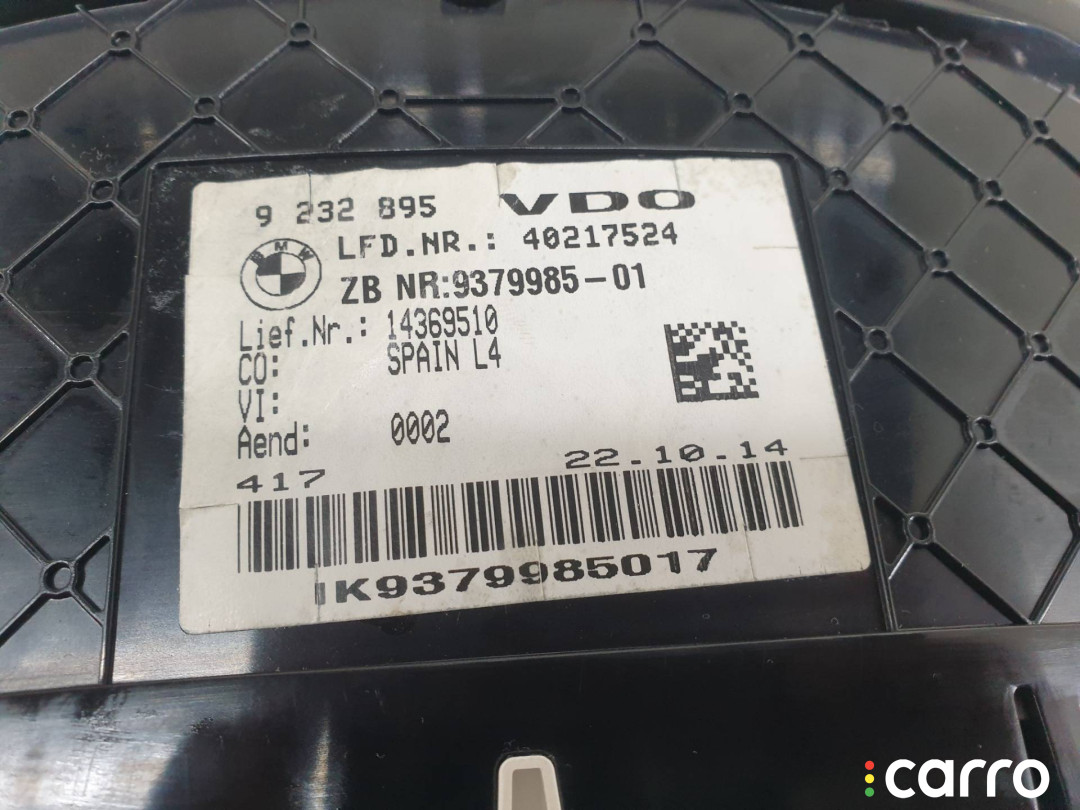 9 232 895 VDO
BMW
LFD.NR.: 40217524
ZB NR:9379985-01
Lief.Nr.: 14369510
CO: SPAIN L4
VI:
Aend: 0002
417 22.10.14
1K9379985017
carro